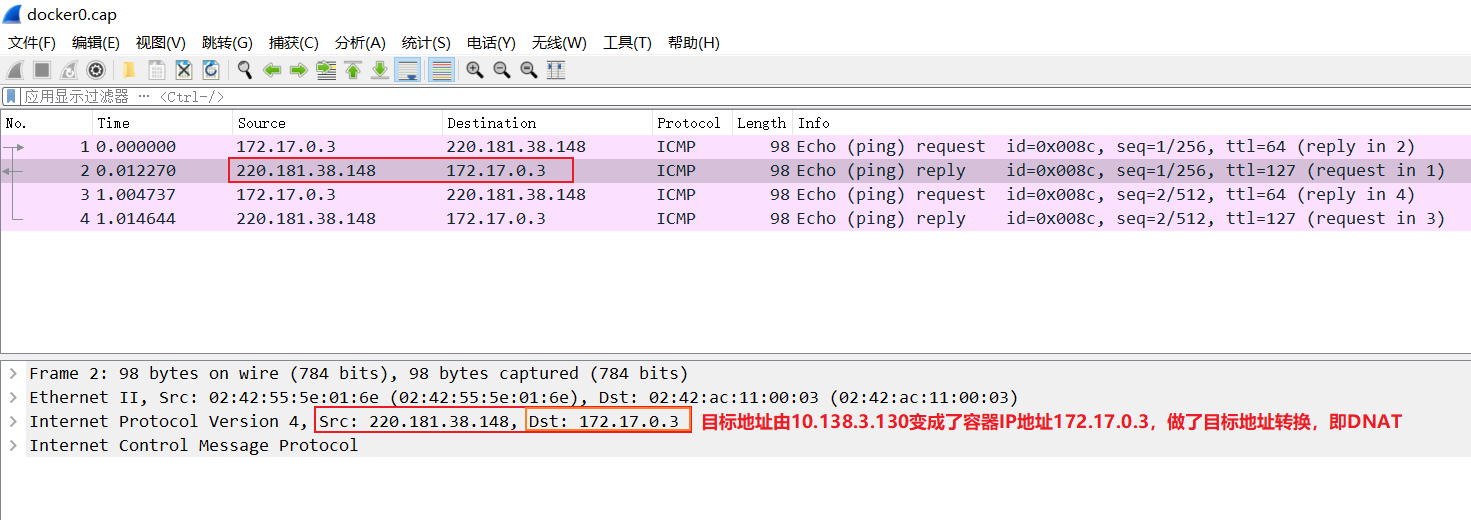 docker0.cap
文件(F) 编辑(E) 视图(V) 跳转(G) 捕获(C) 分析(A) 统计(S) 电话(Y) 无线(W) 工具(T) 帮助(H)
应用显示过滤器 … <Ctrl-/>
No. Time Source Destination Protocol Length Info
1 0.000000 172.17.0.3 220.181.38.148 ICMP 98 Echo (ping) request id=0x008c, seq=1/256, ttl=64 (reply in 2)
2 0.012270 220.181.38.148 172.17.0.3 ICMP 98 Echo (ping) reply id=0x008c, seq=1/256, ttl=127 (request in 1)
3 1.004737 172.17.0.3 220.181.38.148 ICMP 98 Echo (ping) request id=0x008c, seq=2/512, ttl=64 (reply in 4)
4 1.014644 220.181.38.148 172.17.0.3 ICMP 98 Echo (ping) reply id=0x008c, seq=2/512, ttl=127 (request in 3)
Frame 2: 98 bytes on wire (784 bits), 98 bytes captured (784 bits)
Ethernet II, Src: 02:42:55:5e:01:6e (02:42:55:5e:01:6e), Dst: 02:42:ac:11:00:03 (02:42:ac:11:00:03)
Internet Protocol Version 4, Src: 220.181.38.148, Dst: 172.17.0.3 目标地址由10.138.3.130变成了容器IP地址172.17.0.3，做了目标地址转换，即DNAT
Internet Control Message Protocol